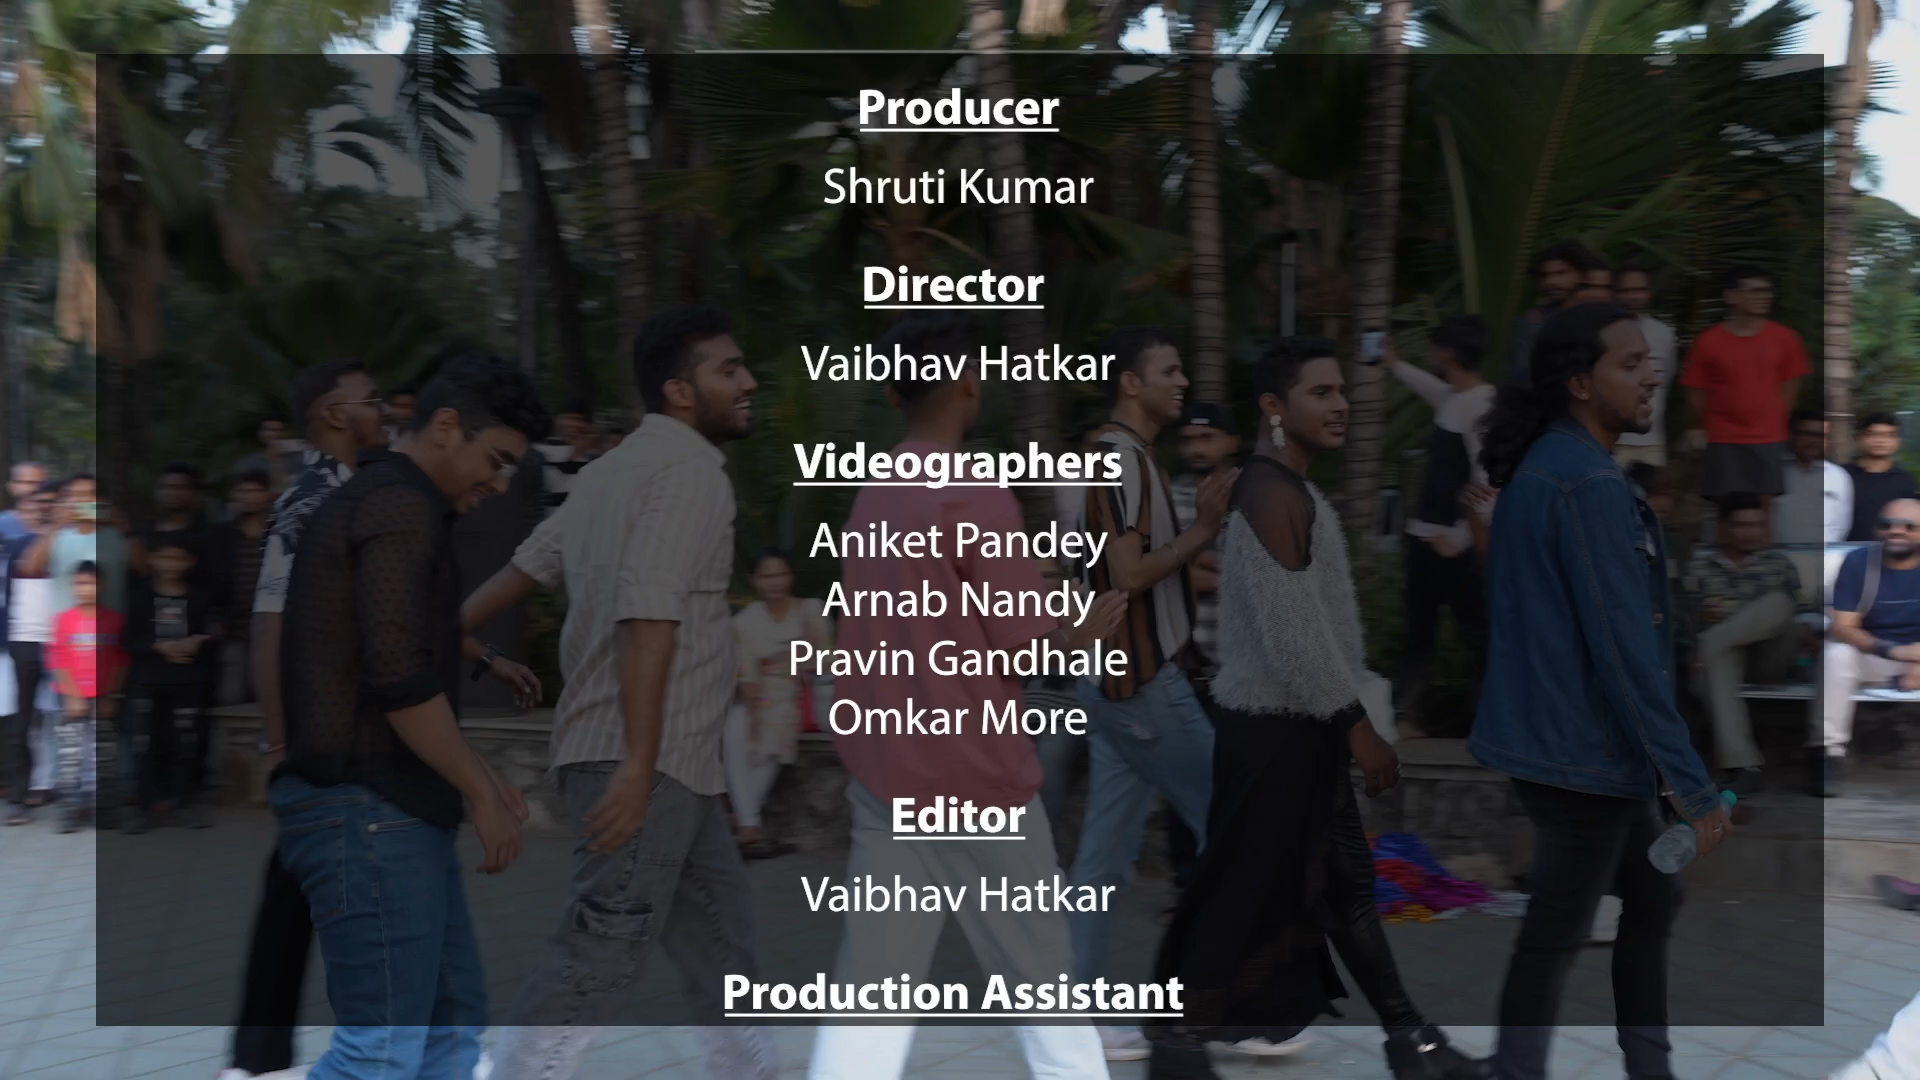 Producer
Shruti Kumar
Director
Vaibhav Hatkar
Videographers
Aniket Pandey
Arnab Nandy
Pravin Gandhale
Omkar More
Editor
Vaibhav Hatkar
Production Assistant